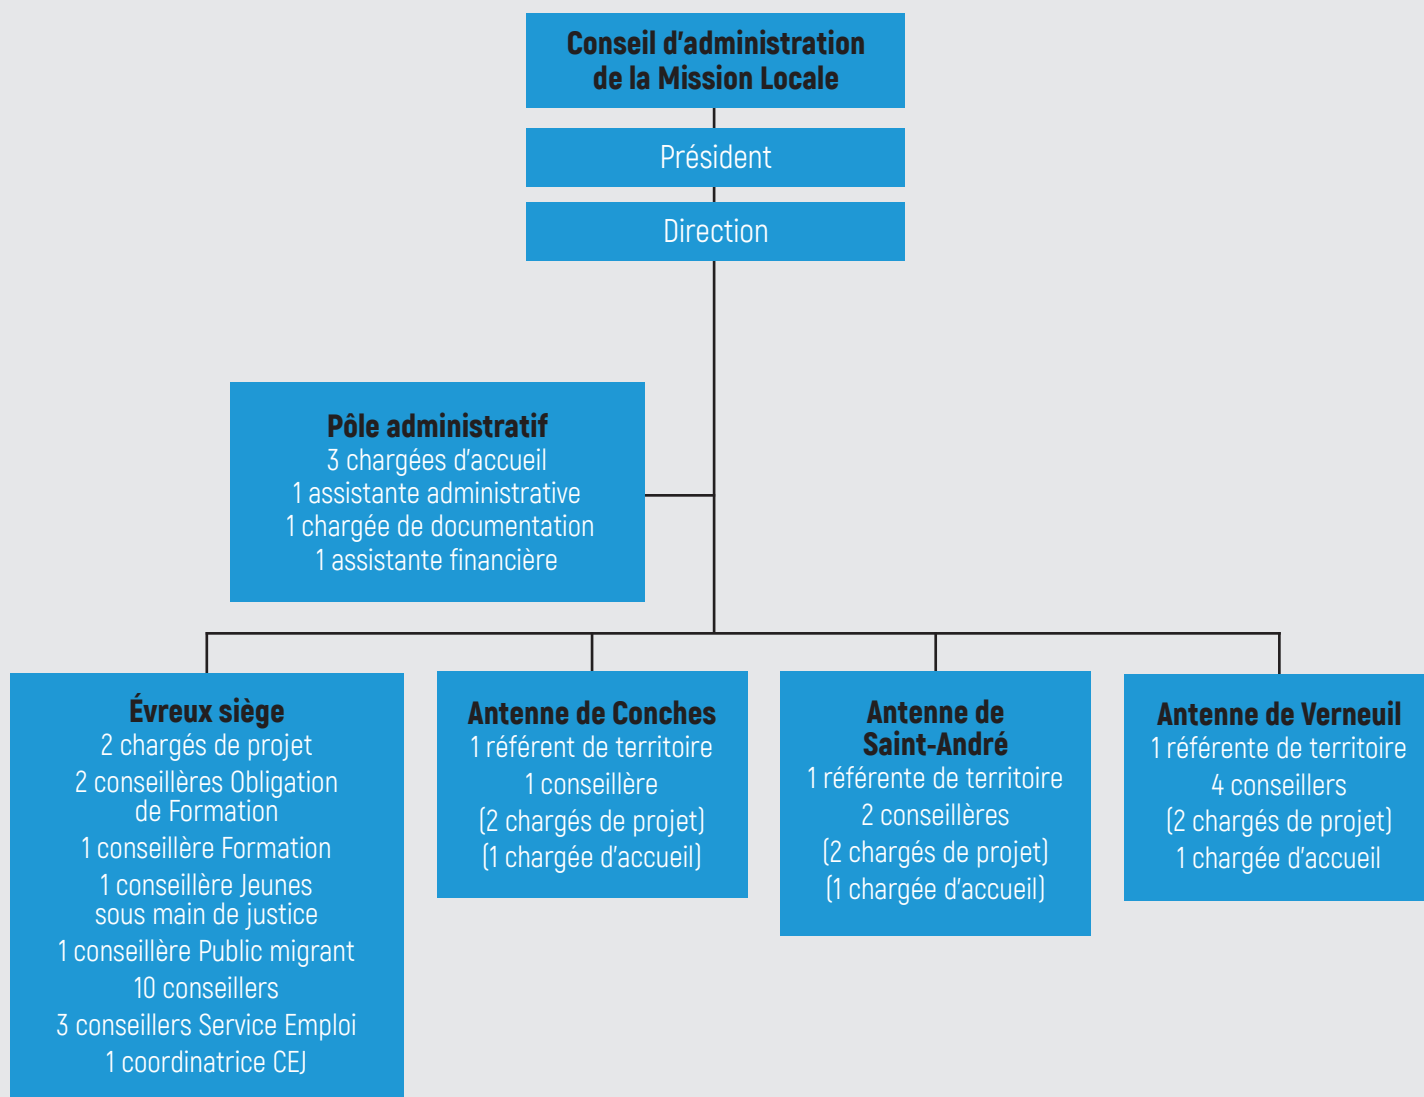 Conseil d'administration
de la Mission Locale
Président
Direction
Pôle administratif
3 chargées d'accueil
1 assistante administrative
1 chargée de documentation
1 assistante financière
Évreux siège
2 chargés de projet
2 conseillères Obligation
de Formation
1 conseillère Formation
1 conseillère Jeunes
sous main de justice
1 conseillère Public migrant
10 conseillers
3 conseillers Service Emploi
1 coordinatrice CEJ
Antenne de Conches
1 référent de territoire
1 conseillère
(2 chargés de projet)
(1 chargée d'accueil)
Antenne de
Saint-André
1 référente de territoire
2 conseillères
(2 chargés de projet)
(1 chargée d'accueil)
Antenne de Verneuil
1 référente de territoire
4 conseillers
(2 chargés de projet)
1 chargée d'accueil